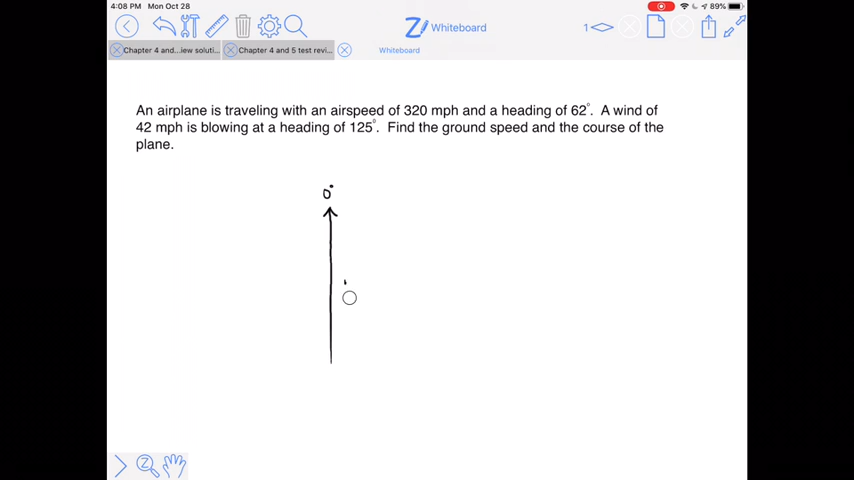 4:08 PM Mon Oct 28 89%
Whiteboard 1
Chapter 4 and...iew soluti... Chapter 4 and 5 test revi... Whiteboard
An airplane is traveling with an airspeed of 320 mph and a heading of 62°. A wind of
42 mph is blowing at a heading of 125°. Find the ground speed and the course of the
plane.
0°